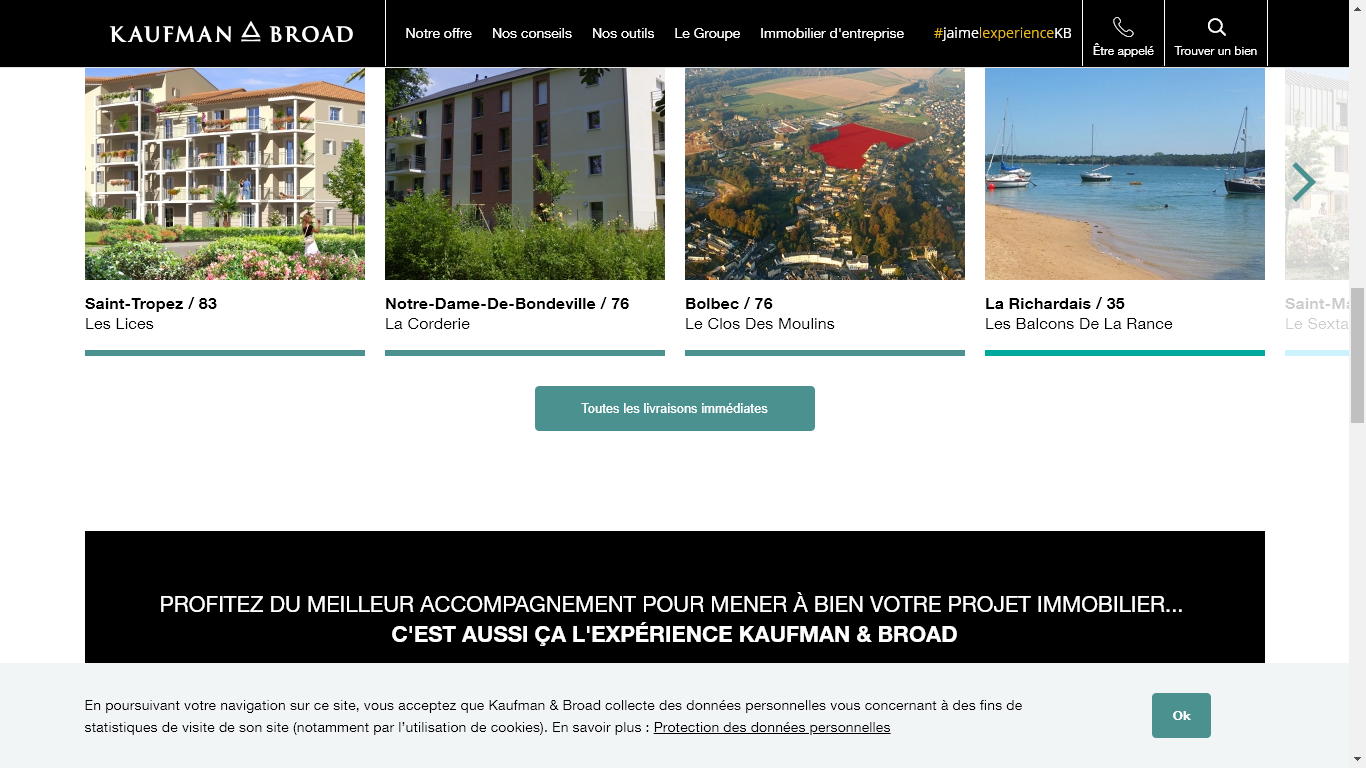 KAUFMAN BROAD
Notre offre
Nos conseils
Nos outils
Le Groupe
Immobilier d'entreprise
#jaimelexperienceKB
Être appelé
Trouver un bien
Saint-Tropez / 83
Les Lices
Notre-Dame-De-Bondeville / 76
La Corderie
Bolbec / 76
Le Clos Des Moulins
La Richardais / 35
Les Balcons De La Rance
Toutes les livraisons immédiates
PROFITEZ DU MEILLEUR ACCOMPAGNEMENT POUR MENER À BIEN VOTRE PROJET IMMOBILIER...
C'EST AUSSI ÇA L'EXPÉRIENCE KAUFMAN & BROAD
En poursuivant votre navigation sur ce site, vous acceptez que Kaufman & Broad collecte des données personnelles vous concernant à des fins de
statistiques de visite de son site (notamment par l'utilisation de cookies). En savoir plus : Protection des données personnelles
Ok